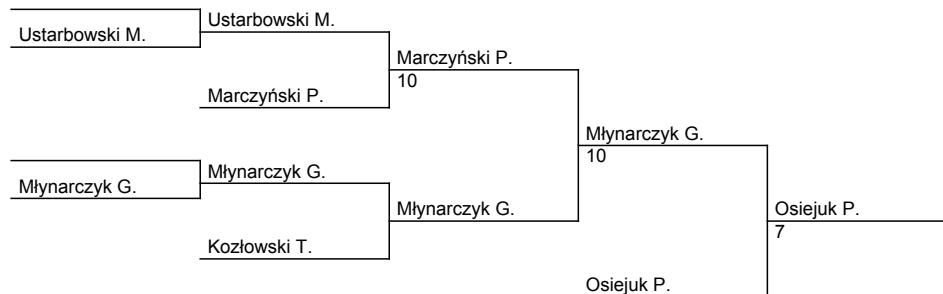 Ustarbowski M.
Ustarbowski M.
Marczyński P.
10
Marczyński P.
Młynarczyk G.
10
Młynarczyk G.
Młynarczyk G.
Młynarczyk G.
Osiejuk P.
7
Kozłowski T.
Osiejuk P.